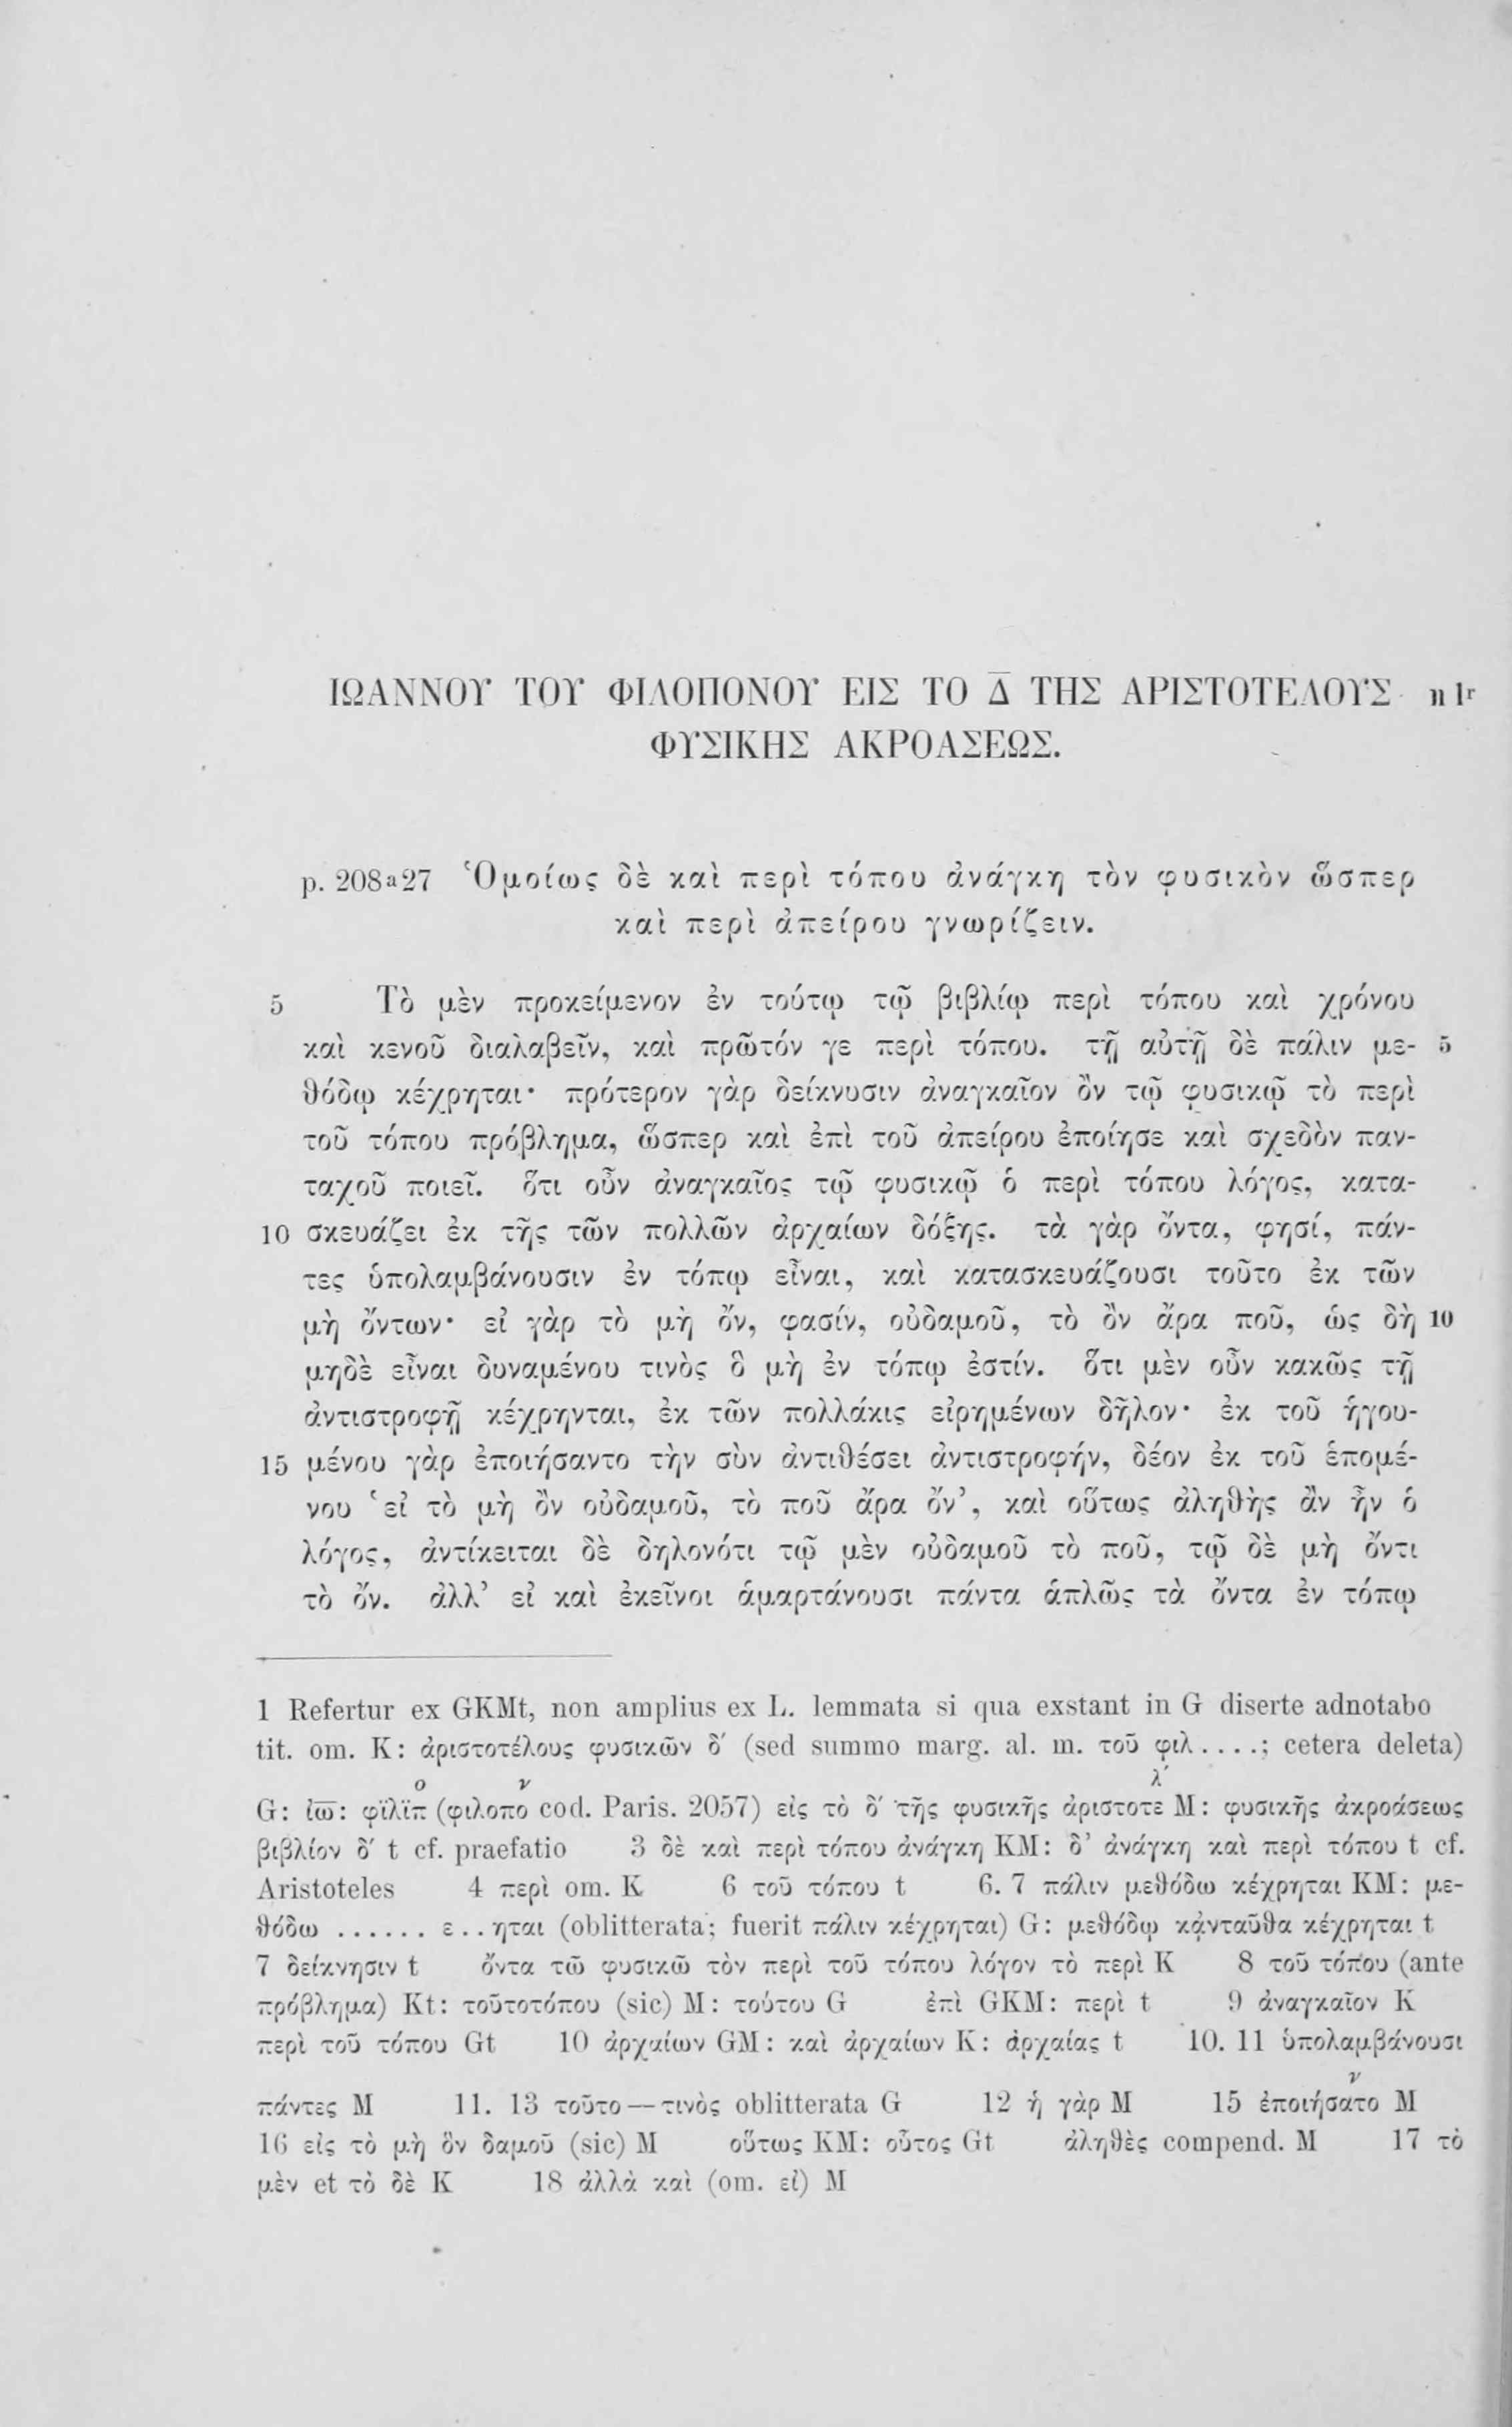 ΙΩΑΝΝΟΥ ΤΟΥ ΦΙΛΟΠΟΝΟΥ ΕΙΣ ΤΟ Δ̅ ΤΗΣ ΑΡΙΣΤΟΤΕΛΟΥΣ n 1r
ΦΥΣΙΚΗΣ ΑΚΡΟΑΣΕΩΣ.
p. 208a27 Ὁμοίως δὲ καὶ περὶ τόπου ἀνάγκη τὸν φυσικὸν ὥσπερ
καὶ περὶ ἀπείρου γνωρίζειν.
5 Τὸ μὲν προκείμενον ἐν τούτῳ τῷ βιβλίῳ περὶ τόπου καὶ χρόνου
καὶ κενοῦ διαλαβεῖν, καὶ πρῶτόν γε περὶ τόπου. τῇ αὐτῇ δὲ πάλιν με- 5
θόδῳ κέχρηται· πρότερον γὰρ δείκνυσιν ἀναγκαῖον ὂν τῷ φυσικῷ τὸ περὶ
τοῦ τόπου πρόβλημα, ὥσπερ καὶ ἐπὶ τοῦ ἀπείρου ἐποίησε καὶ σχεδὸν παν-
ταχοῦ ποιεῖ. ὅτι οὖν ἀναγκαῖος τῷ φυσικῷ ὁ περὶ τόπου λόγος, κατα-
10 σκευάζει ἐκ τῆς τῶν πολλῶν ἀρχαίων δόξης. τὰ γὰρ ὄντα, φησί, πάν-
τες ὑπολαμβάνουσιν ἐν τόπῳ εἶναι, καὶ κατασκευάζουσι τοῦτο ἐκ τῶν
μὴ ὄντων· εἰ γὰρ τὸ μὴ ὄν, φασίν, οὐδαμοῦ, τὸ ὂν ἄρα ποῦ, ὡς δὴ 10
μηδὲ εἶναι δυναμένου τινὸς ὃ μὴ ἐν τόπῳ ἐστίν. ὅτι μὲν οὖν κακῶς τῇ
ἀντιστροφῇ κέχρηνται, ἐκ τῶν πολλάκις εἰρημένων δῆλον· ἐκ τοῦ ἡγου-
15 μένου γὰρ ἐποιήσαντο τὴν σὺν ἀντιθέσει ἀντιστροφήν, δέον ἐκ τοῦ ἑπομέ-
νου ‘εἰ τὸ μὴ ὂν οὐδαμοῦ, τὸ ποῦ ἄρα ὄν’, καὶ οὕτως ἀληθὴς ἂν ἦν ὁ
λόγος, ἀντίκειται δὲ δηλονότι τῷ μὲν οὐδαμοῦ τὸ ποῦ, τῷ δὲ μὴ ὄντι
τὸ ὄν. ἀλλ’ εἰ καὶ ἐκεῖνοι ἁμαρτάνουσι πάντα ἁπλῶς τὰ ὄντα ἐν τόπῳ
1 Refertur ex GKMt, non amplius ex L. lemmata si qua exstant in G diserte adnotabo
tit. om. K: ἀριστοτέλους φυσικῶν δ΄ (sed summo marg. al. m. τοῦ φιλ....; cetera deleta)
ο ν λ΄
G: ἰω̅: φϊλϊπ (φιλοπο cod. Paris. 2057) εἰς τὸ δ΄ τῆς φυσικῆς ἀριστοτε M: φυσικῆς ἀκροάσεως
βιβλίον δ΄ t cf. praefatio 3 δὲ καὶ περὶ τόπου ἀνάγκη KM: δ’ ἀνάγκη καὶ περὶ τόπου t cf.
Aristoteles 4 περὶ om. K 6 τοῦ τόπου t 6. 7 πάλιν μεθόδω κέχρηται KM: με-
θόδω ...... ε..ηται (oblitterata; fuerit πάλιν κέχρηται) G: μεθόδῳ κἀνταῦθα κέχρηται t
7 δείκνησιν t ὄντα τῶ φυσικῶ τὸν περὶ τοῦ τόπου λόγον τὸ περὶ K 8 τοῦ τόπου (ante
πρόβλημα) Kt: τοῦτοτόπου (sic) M: τούτου G ἐπὶ GKM: περὶ t 9 ἀναγκαῖον K
περὶ τοῦ τόπου Gt 10 ἀρχαίων GM: καὶ ἀρχαίων K: ἀρχαίας t 10. 11 ὑπολαμβάνουσι
ν
πάντες M 11. 13 τοῦτο—τινὸς oblitterata G 12 ἡ γὰρ M 15 ἐποιήσατο M
16 εἰς τὸ μὴ ὂν δαμοῦ (sic) M οὕτως KM: οὗτος Gt ἀληθὲς compend. M 17 τὸ
μὲν et τὸ δὲ K 18 ἀλλὰ καὶ (om. εἰ) M